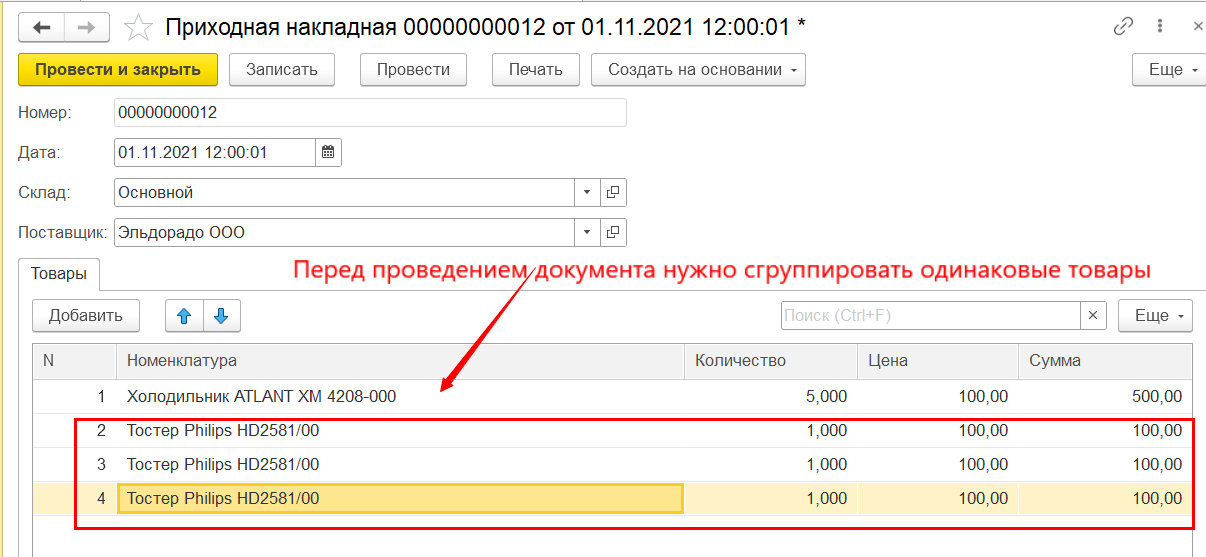 Приходная накладная 00000000012 от 01.11.2021 12:00:01 *
Провести и закрыть Записать Провести Печать Создать на основании Еще
Номер: 00000000012
Дата: 01.11.2021 12:00:01
Склад: Основной
Поставщик: Эльдорадо ООО
Товары
Перед проведением документа нужно сгруппировать одинаковые товары
Добавить Поиск (Ctrl+F) Еще
N Номенклатура Количество Цена Сумма
1 Холодильник ATLANT ХМ 4208-000 5,000 100,00 500,00
2 Тостер Philips HD2581/00 1,000 100,00 100,00
3 Тостер Philips HD2581/00 1,000 100,00 100,00
4 Тостер Philips HD2581/00 1,000 100,00 100,00